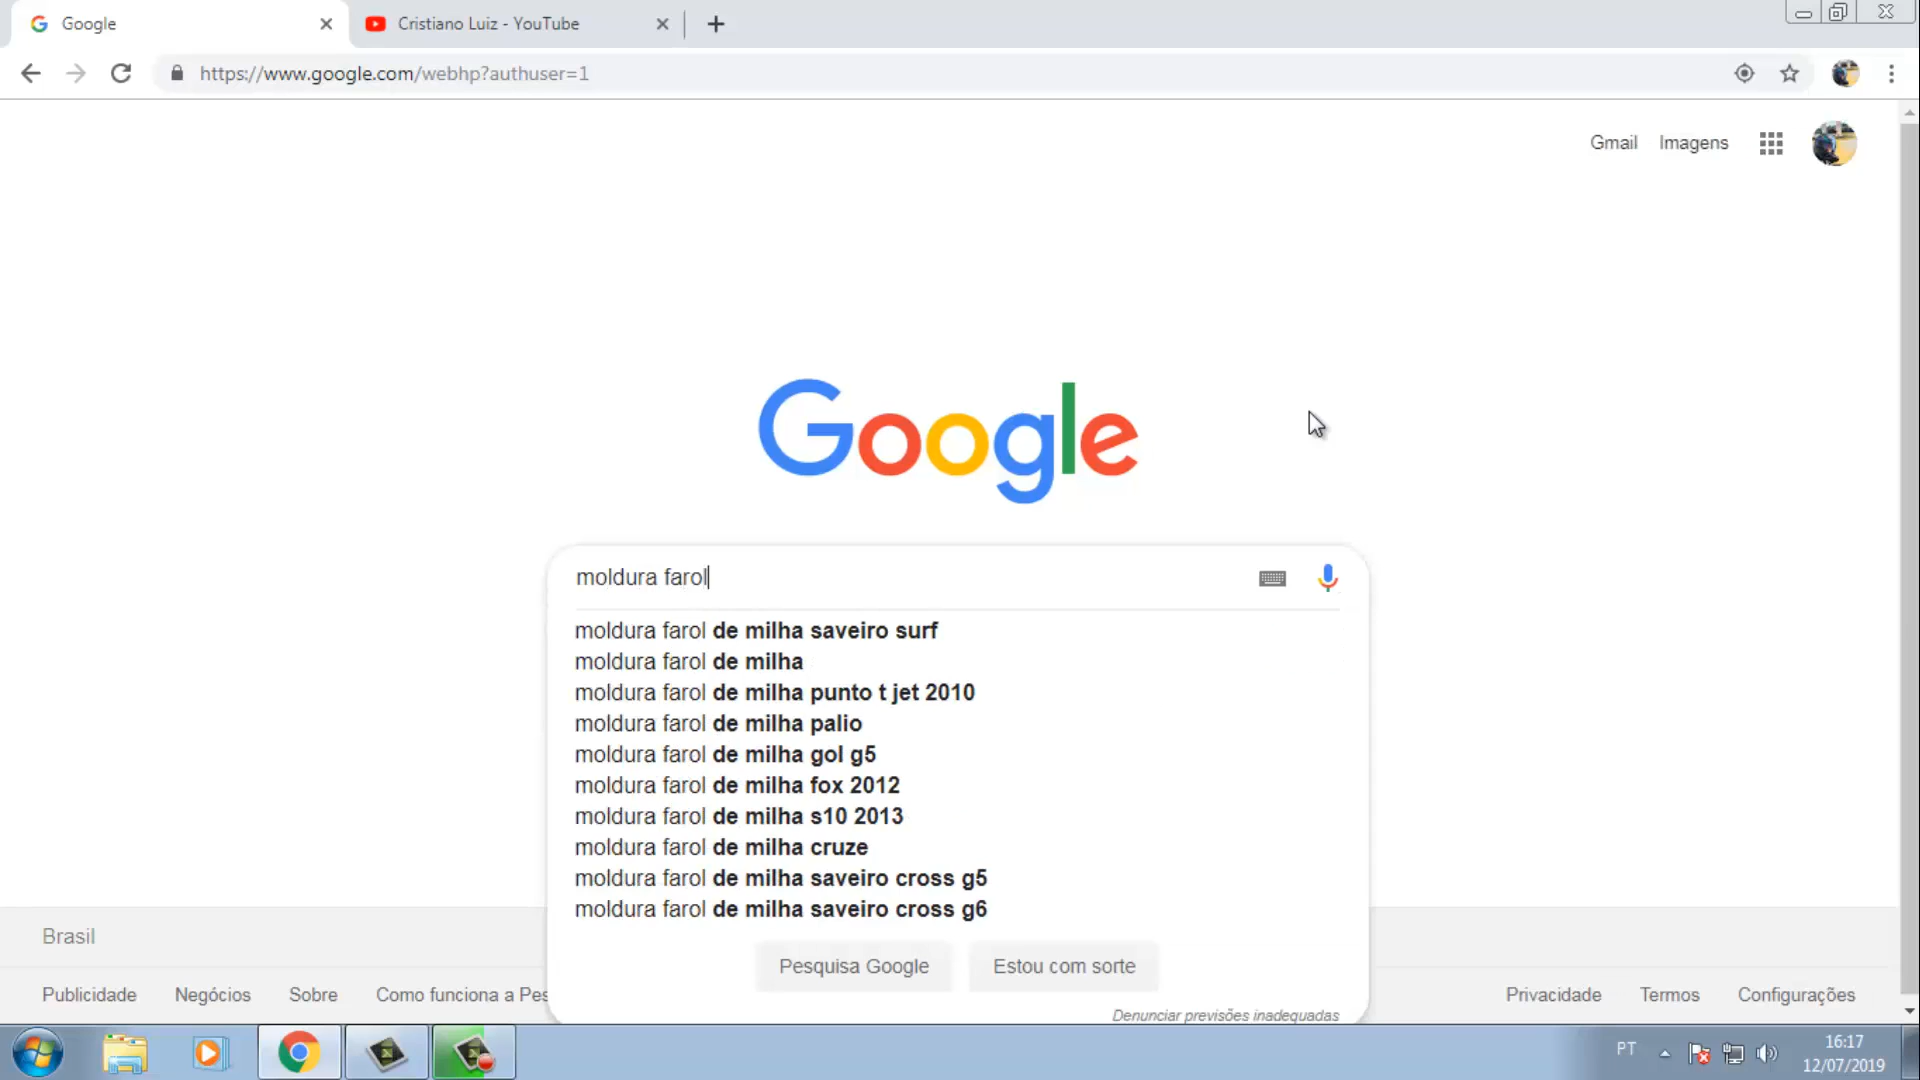 Google
Cristiano Luiz - YouTube
https://www.google.com/webhp?authuser=1
Gmail
Imagens
Google
moldura farol
moldura farol de milha saveiro surf
moldura farol de milha
moldura farol de milha punto t jet 2010
moldura farol de milha palio
moldura farol de milha gol g5
moldura farol de milha fox 2012
moldura farol de milha s10 2013
moldura farol de milha cruze
moldura farol de milha saveiro cross g5
moldura farol de milha saveiro cross g6
Brasil
Pesquisa Google
Estou com sorte
Publicidade
Negócios
Sobre
Como funciona a Pes
Privacidade
Termos
Configurações
Denunciar previsões inadequadas
PT
16:17
12/07/2019